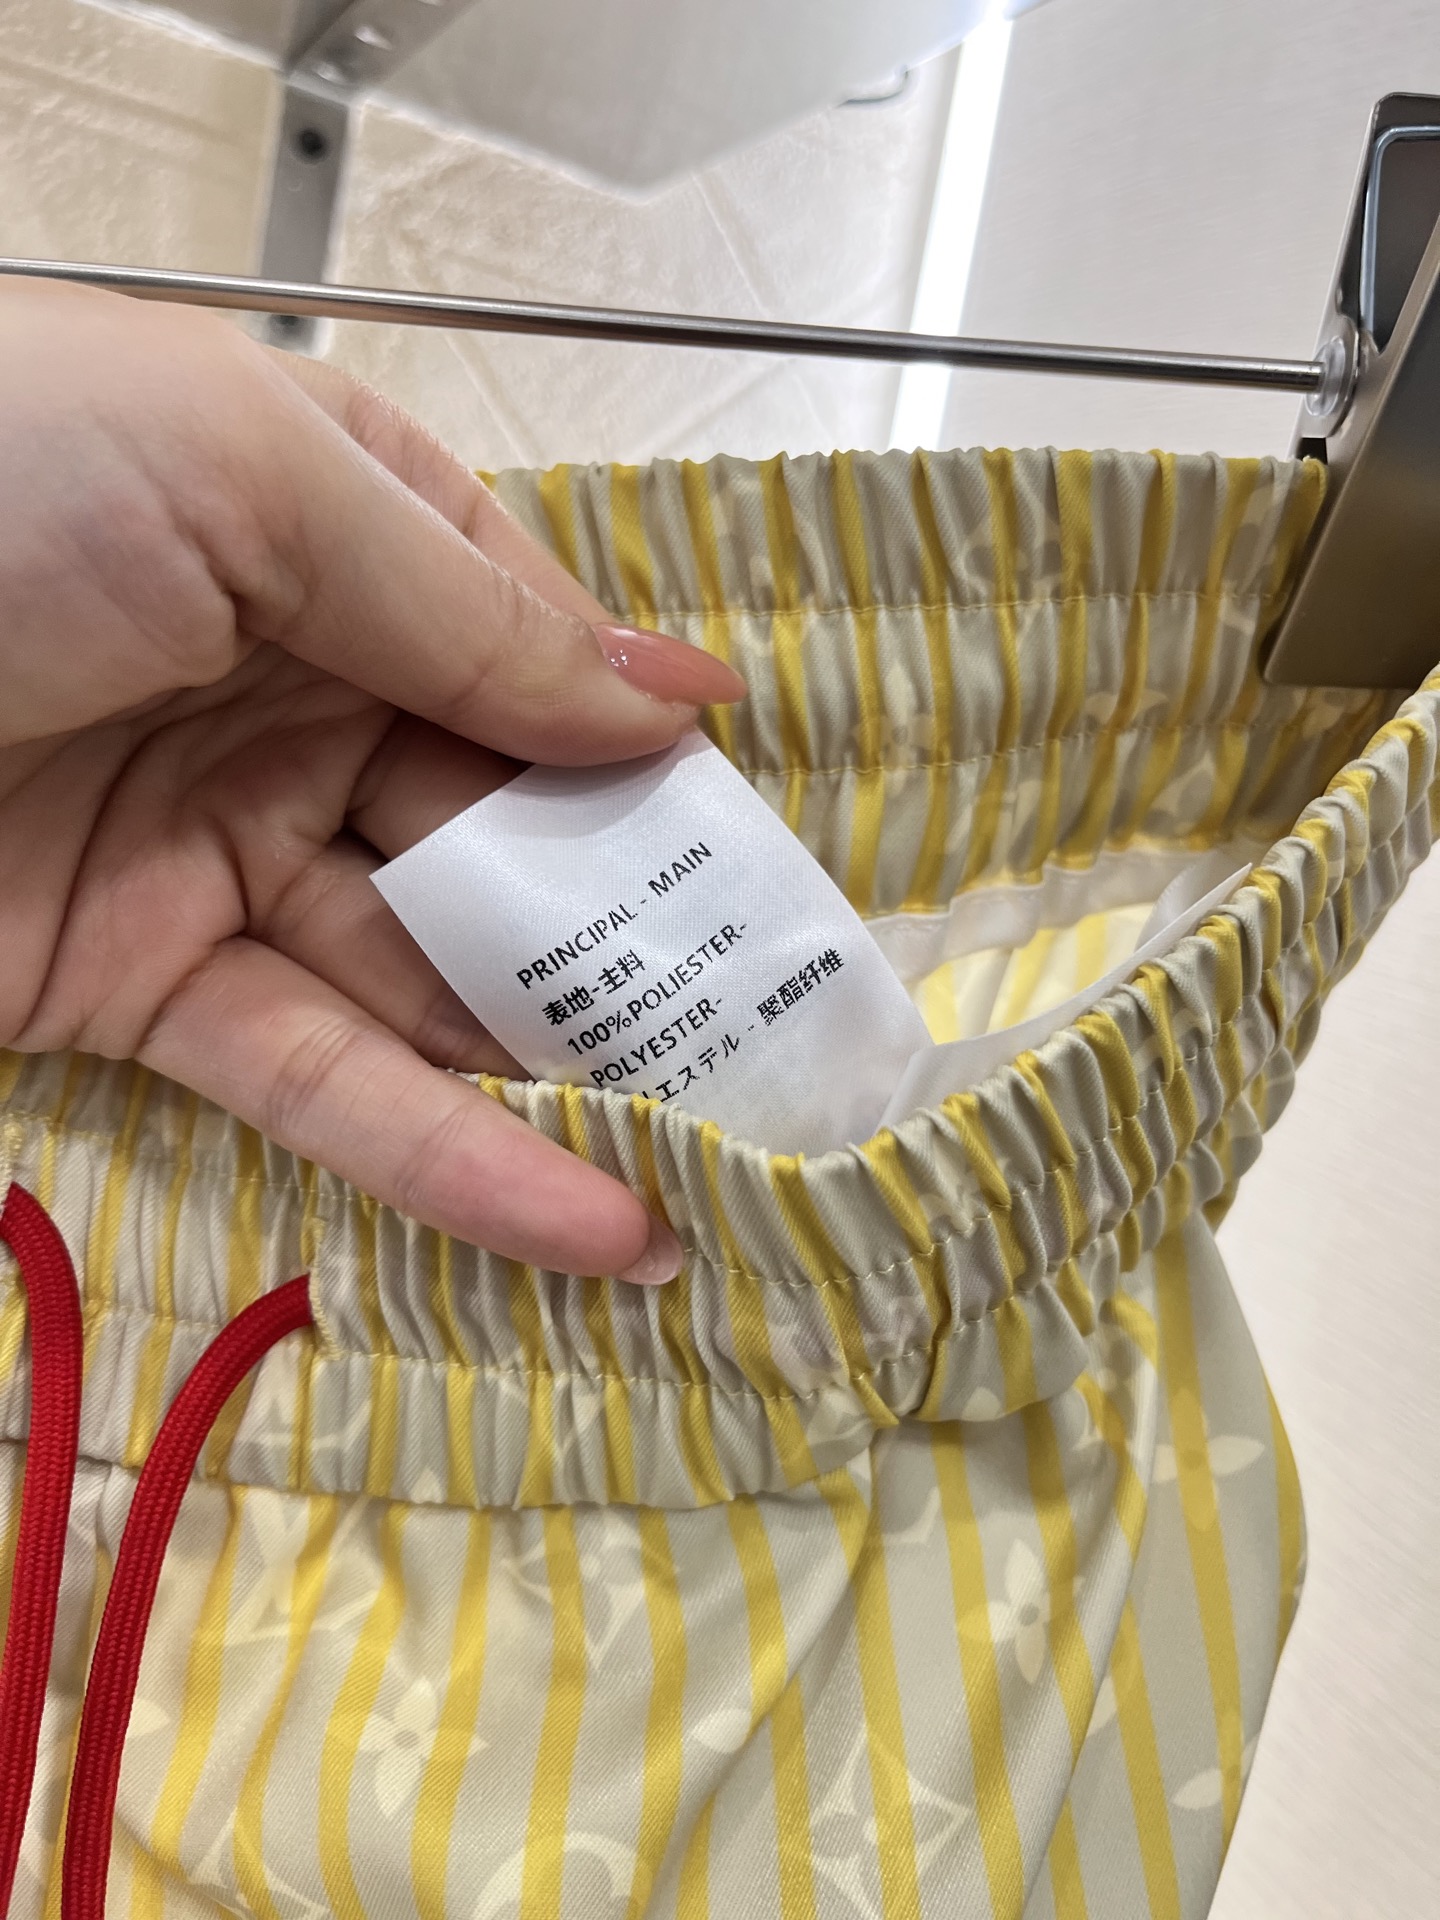 PRINCIPAL - MAIN
表地-主料
100%POLIESTER-
POLYESTER-
エステル - 聚酯纤维